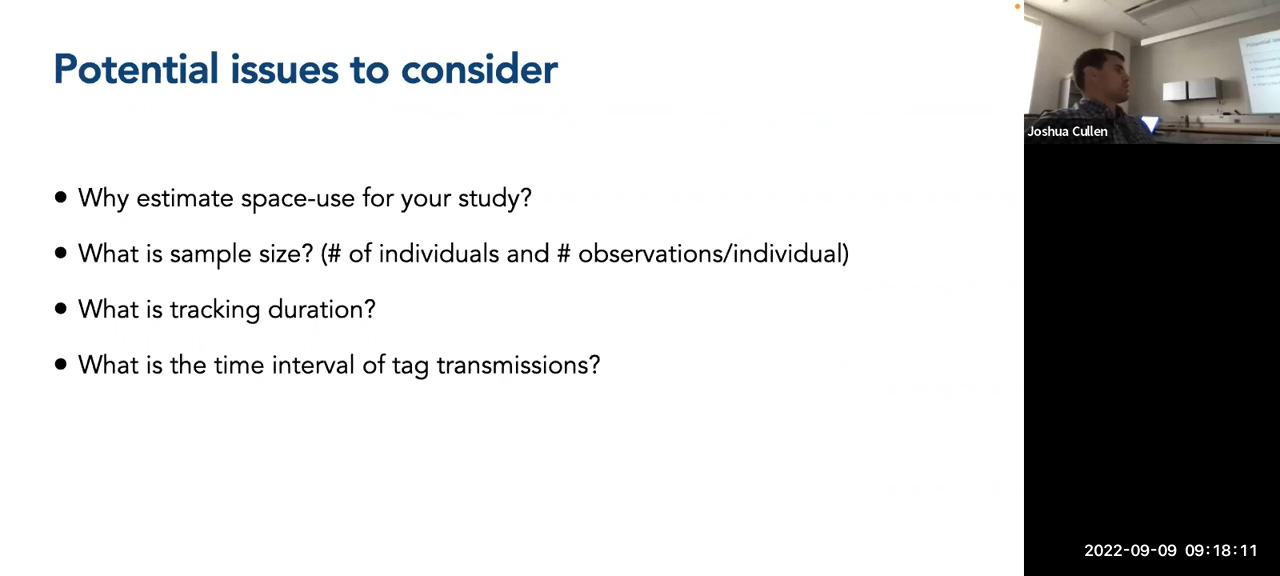 Potential issues to consider
• Why estimate space-use for your study?
• What is sample size? (# of individuals and # observations/individual)
• What is tracking duration?
• What is the time interval of tag transmissions?
Joshua Cullen
2022-09-09 09:18:11